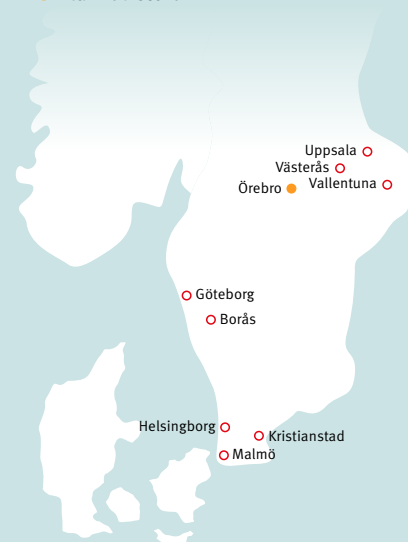 Uppsala
Västerås
Vallentuna
Örebro
Göteborg
Borås
Helsingborg
Kristianstad
Malmö